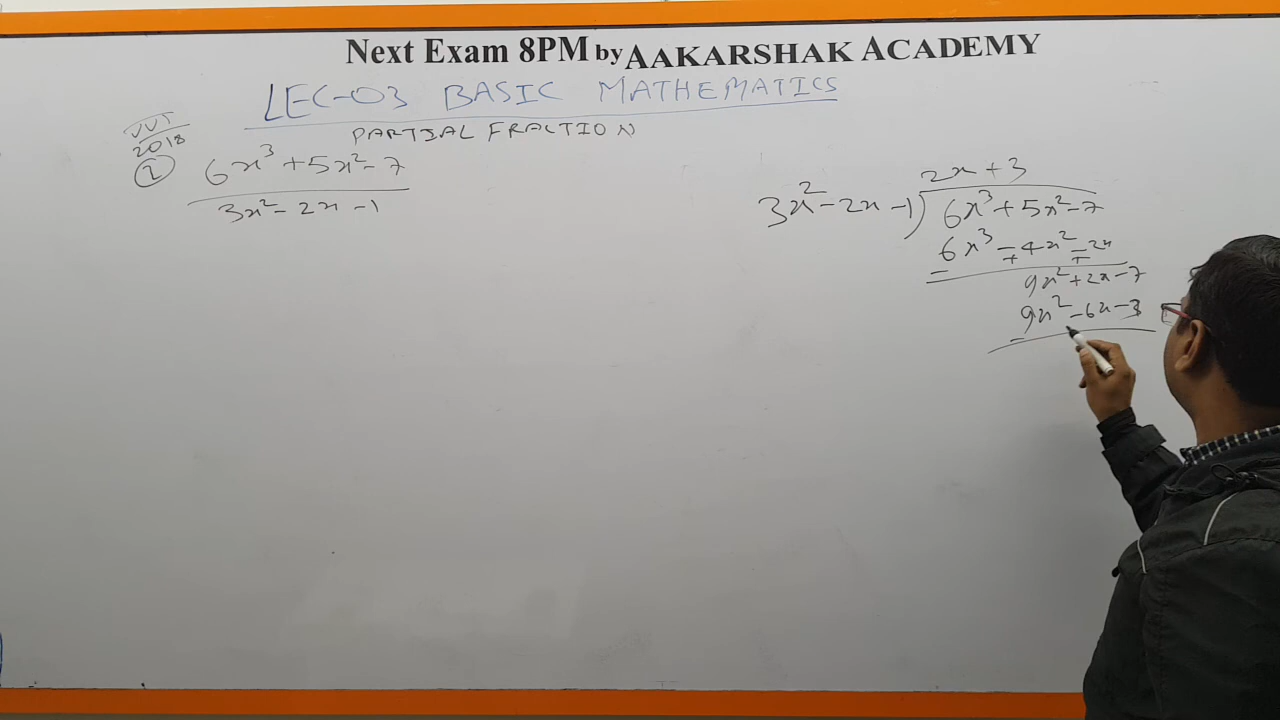 Next Exam 8PM by AAKARSHAK ACADEMY
LEC-03 BASIC MATHEMATICS
PARTIAL FRACTION
2018
② 6x³ + 5x² - 7
3x² - 2x - 1
2x + 3
3x² - 2x - 1 ) 6x³ + 5x² - 7
6x³ - 4x² - 2x
- + +
9x² + 2x - 7
9x² - 6x - 3
-